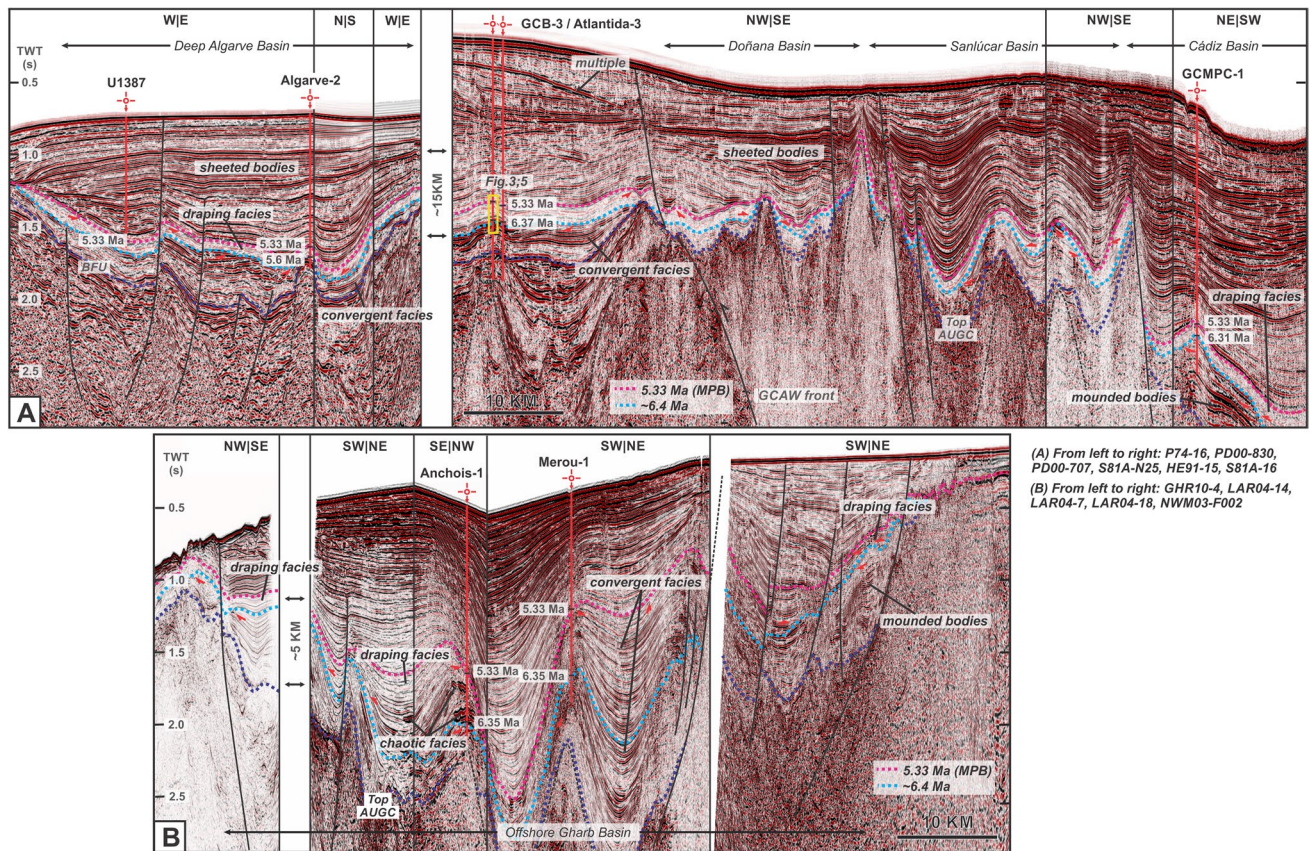 W|E
N|S
W|E
GCB-3 / Atlantida-3
NW|SE
NW|SE
NE|SW
TWT
(s)
Deep Algarve Basin
Doñana Basin
Sanlúcar Basin
Cádiz Basin
multiple
0.5
U1387
Algarve-2
GCMPC-1
1.0
sheeted bodies
sheeted bodies
~15KM
Fig.3;5
5.33 Ma
draping facies
6.37 Ma
1.5
5.33 Ma
5.33 Ma
5.6 Ma
BFU
convergent facies
2.0
convergent facies
draping facies
5.33 Ma
6.31 Ma
Top
AUGC
2.5
5.33 Ma (MPB)
~6.4 Ma
10 KM
GCAW front
mounded bodies
A
NW|SE
SW|NE
SE|NW
SW|NE
SW|NE
TWT
(s)
Anchois-1
Merou-1
(A) From left to right: P74-16, PD00-830,
PD00-707, S81A-N25, HE91-15, S81A-16
(B) From left to right: GHR10-4, LAR04-14,
LAR04-7, LAR04-18, NWM03-F002
0.5
draping facies
draping facies
convergent facies
1.0
5.33 Ma
mounded bodies
~5 KM
1.5
draping facies
5.33 Ma
6.35 Ma
2.0
6.35 Ma
chaotic facies
5.33 Ma (MPB)
~6.4 Ma
2.5
Top
AUGC
10 KM
B
Offshore Gharb Basin